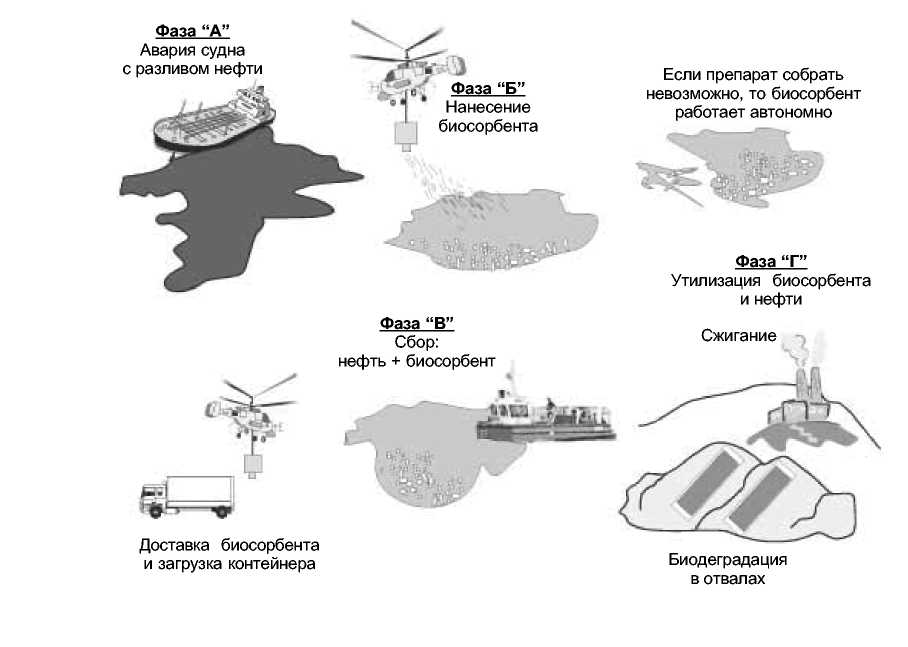 Фаза “А”
Авария судна
с разливом нефти
Фаза “Б”
Нанесение
биосорбента
Если препарат собрать
невозможно, то биосорбент
работает автономно
Фаза “В”
Сбор:
нефть + биосорбент
Фаза “Г”
Утилизация биосорбента
и нефти
Сжигание
Доставка биосорбента
и загрузка контейнера
Биодеградация
в отвалах